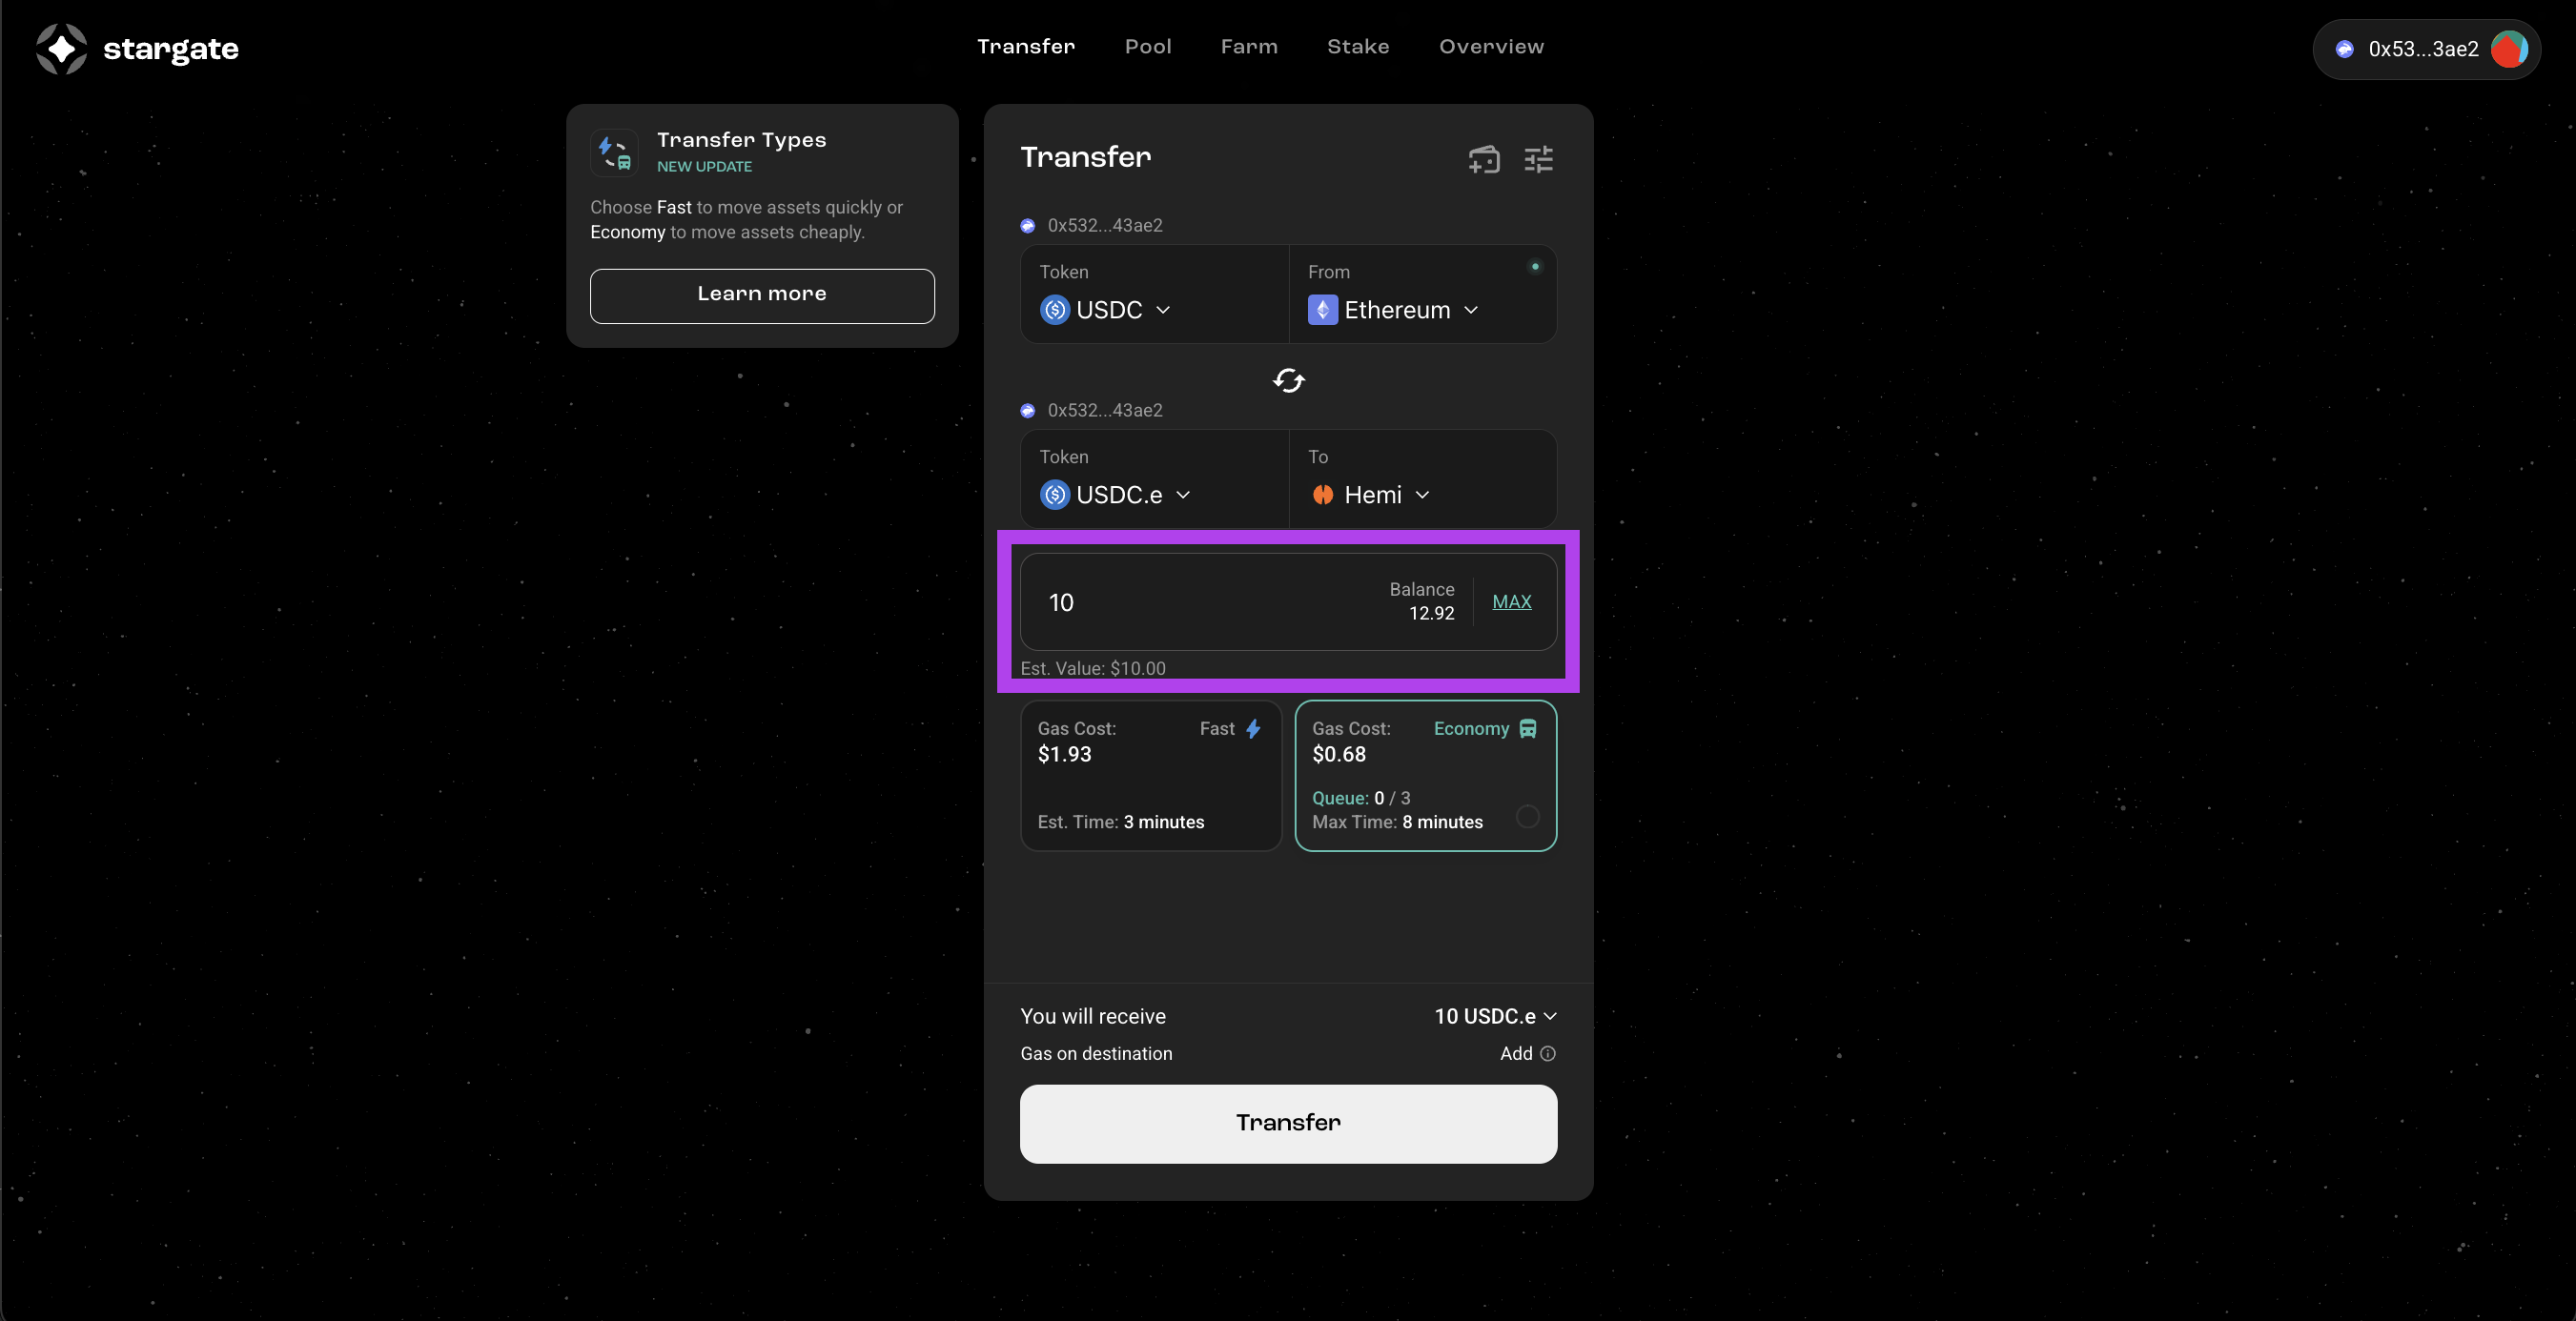 stargate
Transfer Pool Farm Stake Overview
0x53...3ae2
Transfer Types
NEW UPDATE
Choose Fast to move assets quickly or
Economy to move assets cheaply.
Learn more
Transfer
0x532...43ae2
Token From
USDC Ethereum
0x532...43ae2
Token To
USDC.e Hemi
10 Balance
12.92 MAX
Est. Value: $10.00
Gas Cost: Fast
$1.93
Est. Time: 3 minutes
Gas Cost: Economy
$0.68
Queue: 0 / 3
Max Time: 8 minutes
You will receive 10 USDC.e
Gas on destination Add
Transfer